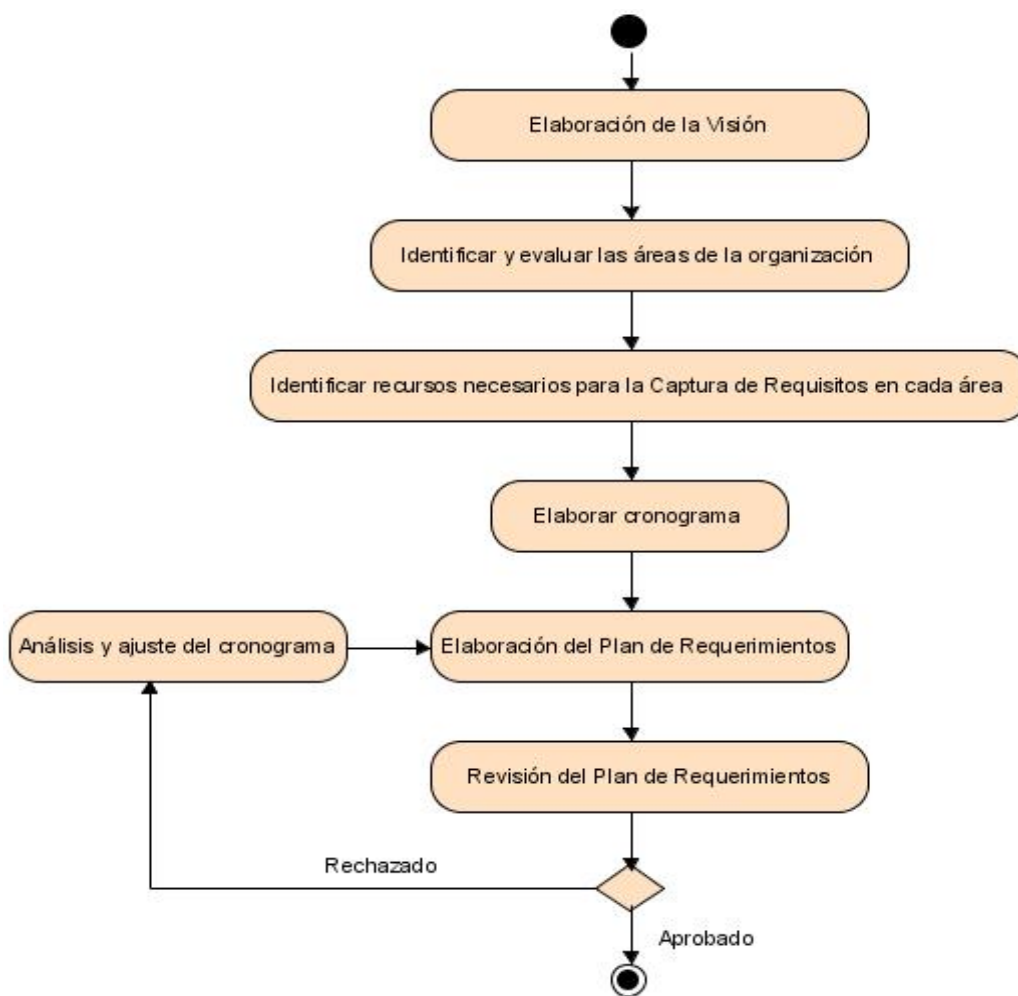 Elaboración de la Visión
Identificar y evaluar las áreas de la organización
Identificar recursos necesarios para la Captura de Requisitos en cada área
Elaborar cronograma
Análisis y ajuste del cronograma
Elaboración del Plan de Requerimientos
Revisión del Plan de Requerimientos
Rechazado
Aprobado